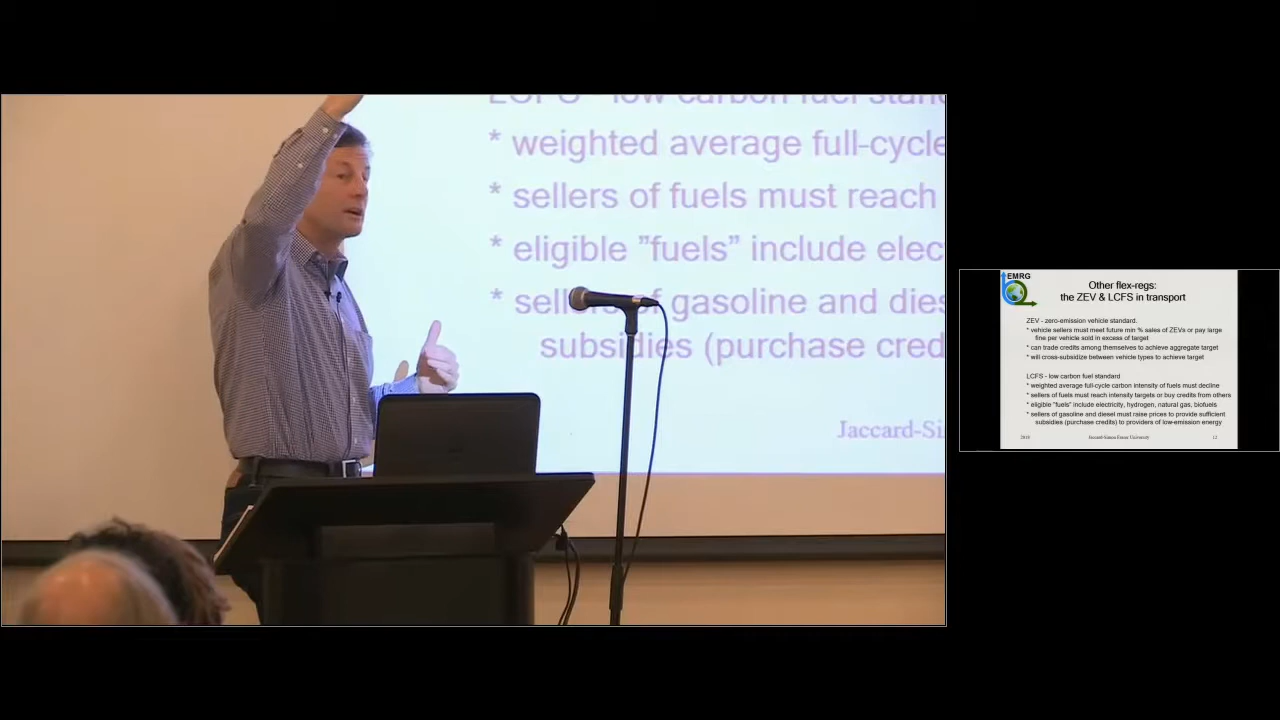 LCFS - low carbon fuel stan
* weighted average full-cycle
* sellers of fuels must reach
* eligible ”fuels” include elec
* sellers of gasoline and dies
subsidies (purchase cred
Jaccard-Si
EMRG
Other flex-regs:
the ZEV & LCFS in transport
ZEV - zero-emission vehicle standard.
* vehicle sellers must meet future min % sales of ZEVs or pay large
fine per vehicle sold in excess of target
* can trade credits among themselves to achieve aggregate target
* will cross-subsidize between vehicle types to achieve target
LCFS - low carbon fuel standard
* weighted average full-cycle carbon intensity of fuels must decline
* sellers of fuels must reach intensity targets or buy credits from others
* eligible ”fuels” include electricity, hydrogen, natural gas, biofuels
* sellers of gasoline and diesel must raise prices to provide sufficient
subsidies (purchase credits) to providers of low-emission energy
Jaccard-Simon Fraser University